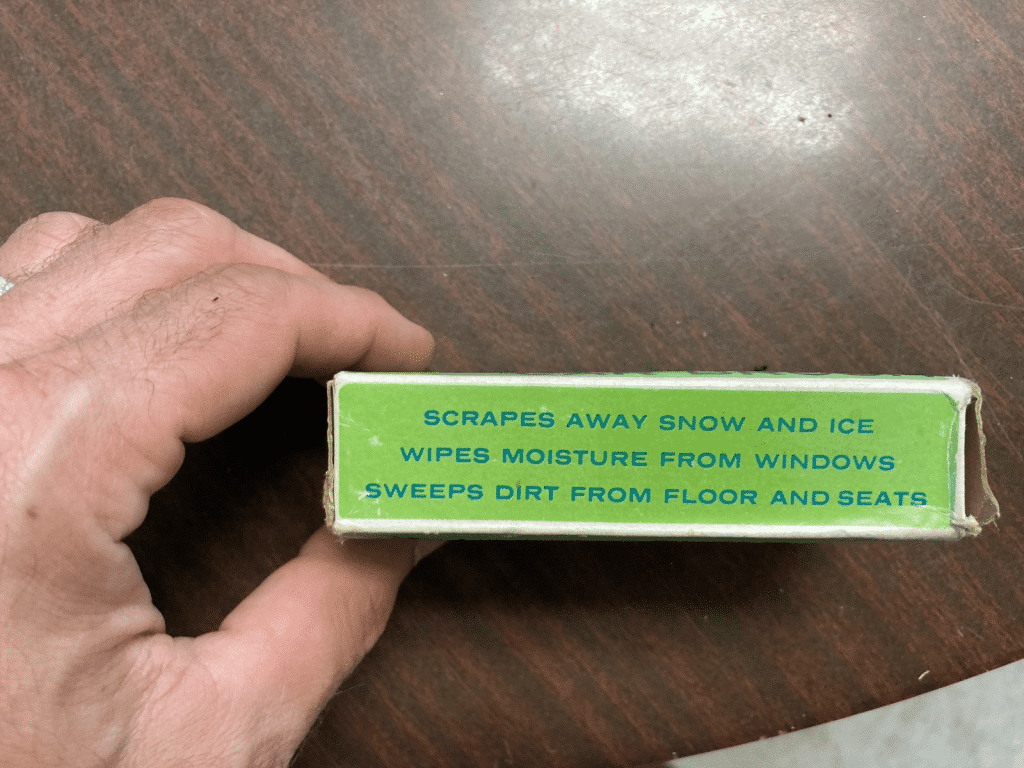 SCRAPES AWAY SNOW AND ICE
WIPES MOISTURE FROM WINDOWS
SWEEPS DIRT FROM FLOOR AND SEATS